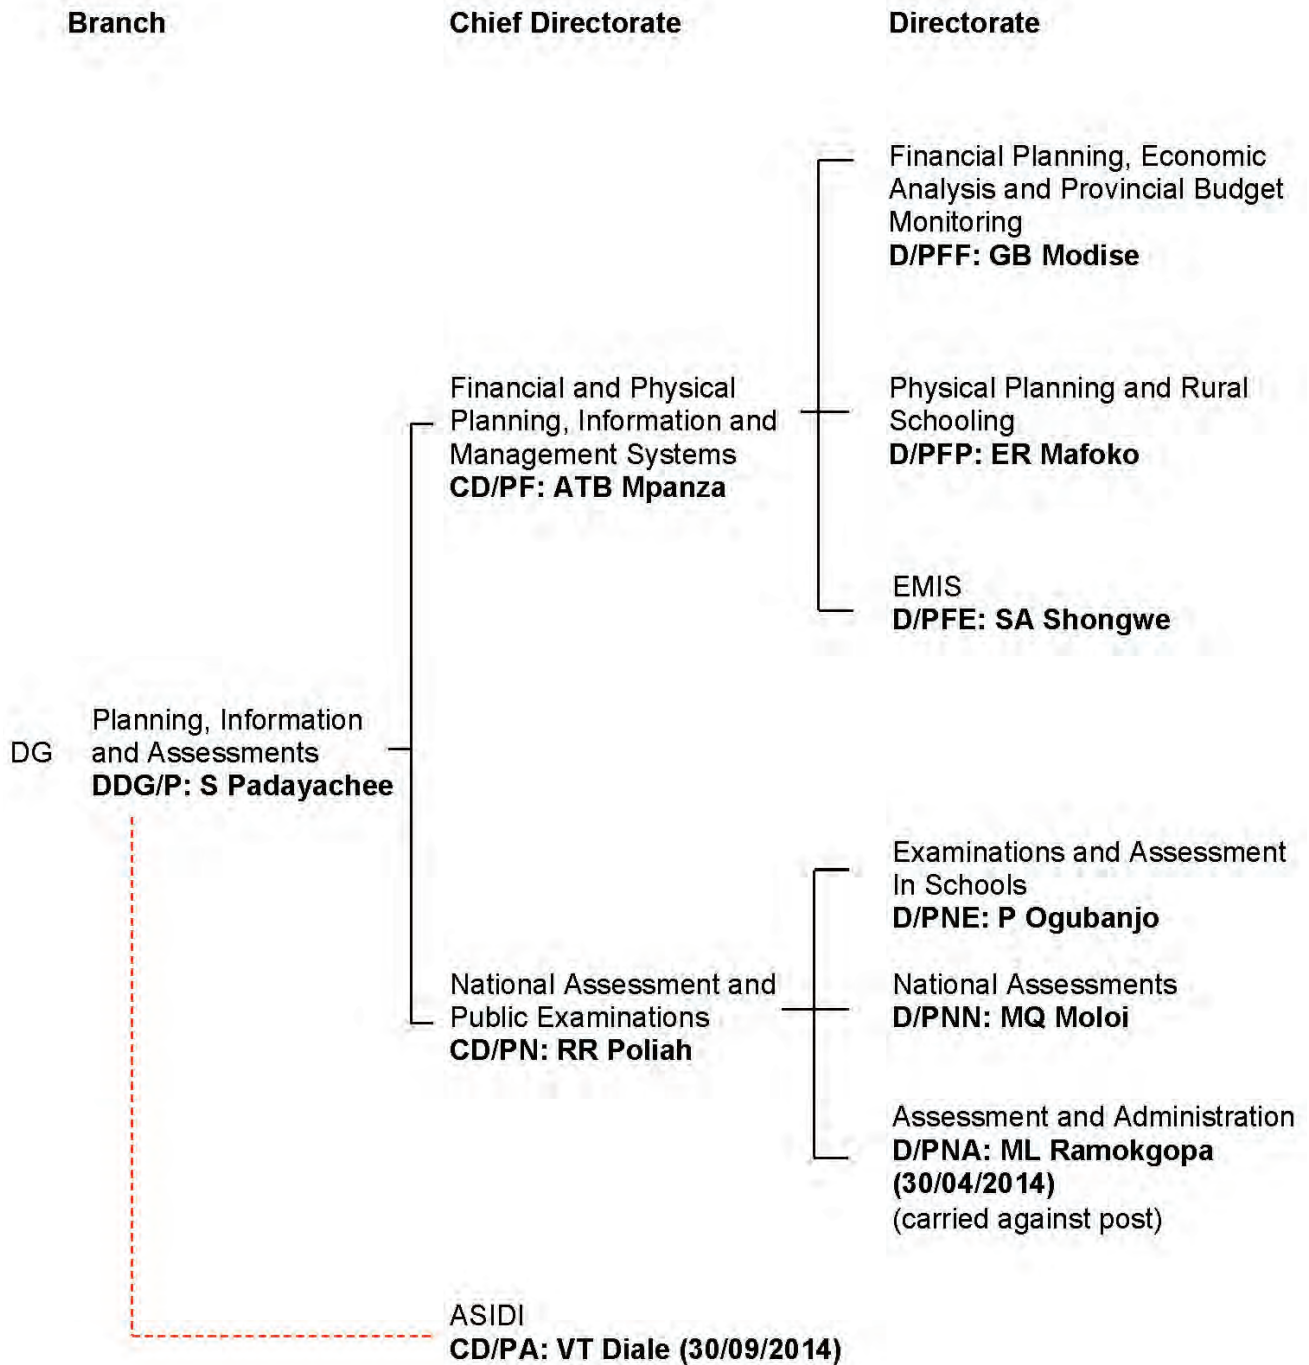 Branch
Chief Directorate
Directorate
Financial Planning, Economic
Analysis and Provincial Budget
Monitoring
D/PFF: GB Modise
Financial and Physical
Planning, Information and
Management Systems
CD/PF: ATB Mpanza
Physical Planning and Rural
Schooling
D/PFP: ER Mafoko
EMIS
D/PFE: SA Shongwe
DG
Planning, Information
and Assessments
DDG/P: S Padayachee
Examinations and Assessment
In Schools
D/PNE: P Ogubanjo
National Assessment and
Public Examinations
CD/PN: RR Poliah
National Assessments
D/PNN: MQ Moloi
Assessment and Administration
D/PNA: ML Ramokgopa
(30/04/2014)
(carried against post)
ASIDI
CD/PA: VT Diale (30/09/2014)